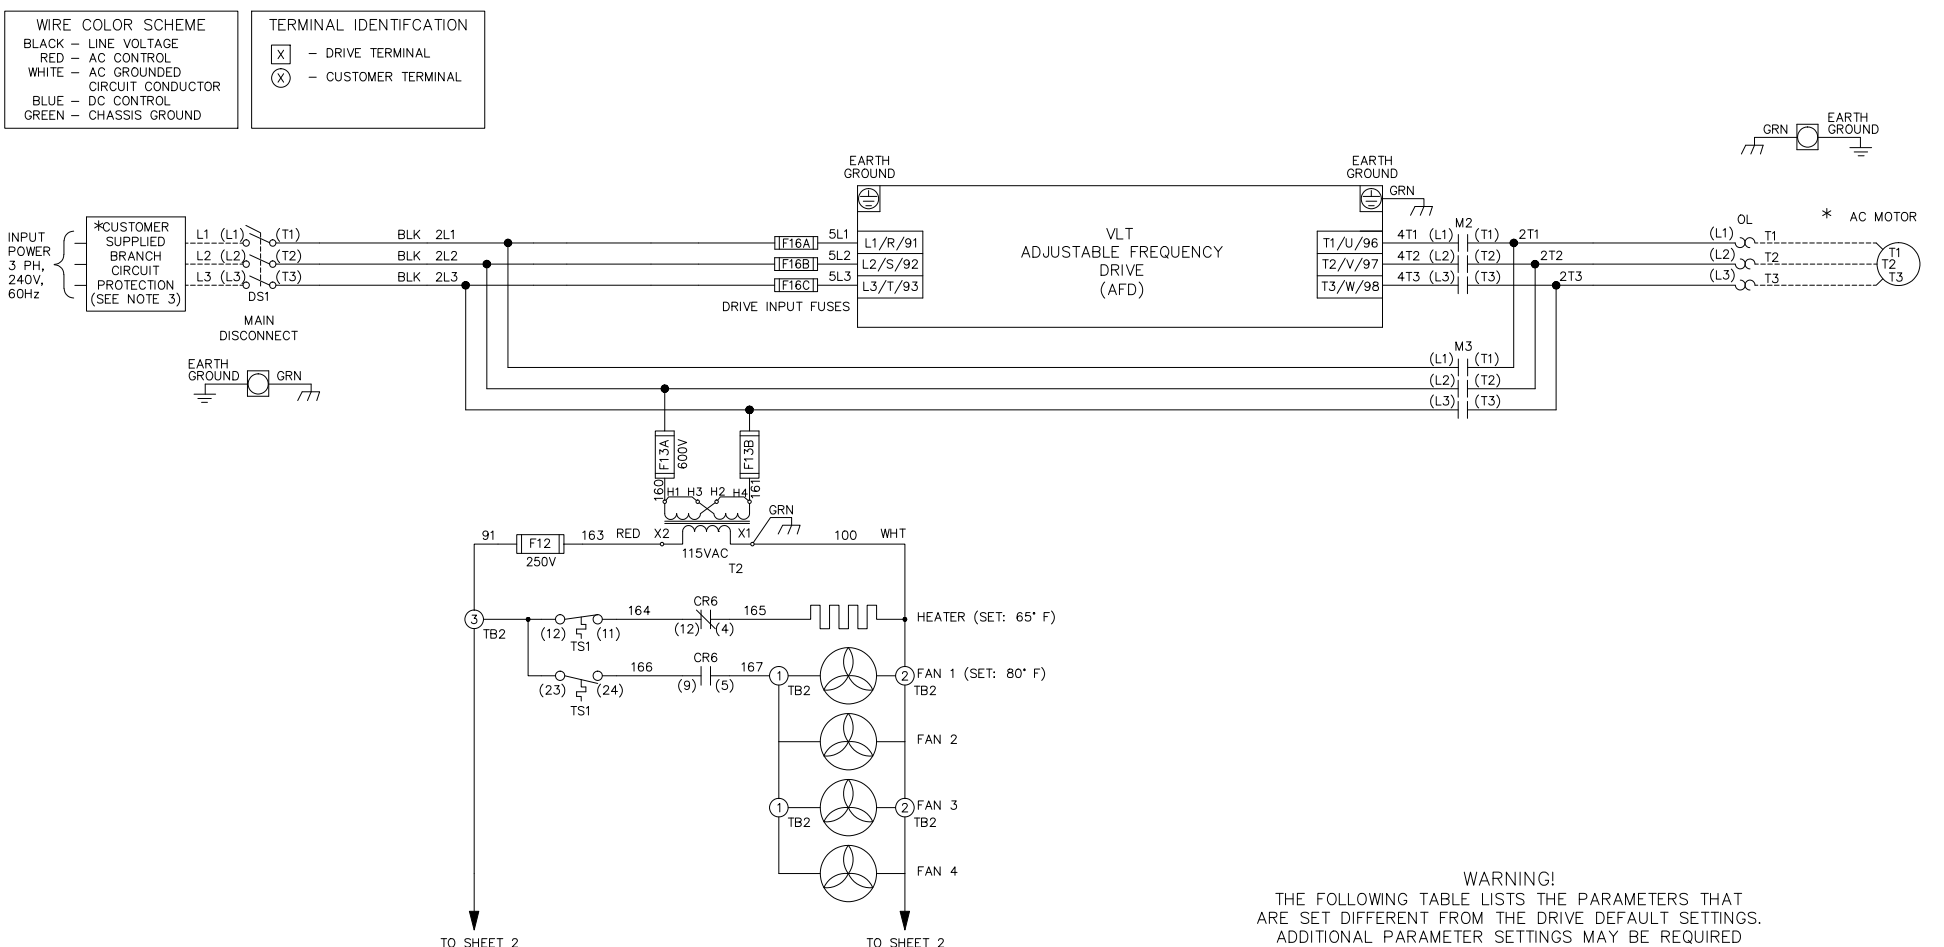 WIRE COLOR SCHEME
BLACK – LINE VOLTAGE
RED – AC CONTROL
WHITE – AC GROUNDED
CIRCUIT CONDUCTOR
BLUE – DC CONTROL
GREEN – CHASSIS GROUND
TERMINAL IDENTIFCATION
X – DRIVE TERMINAL
X – CUSTOMER TERMINAL
GRN
EARTH
GROUND
EARTH
GROUND
EARTH
GROUND
GRN
INPUT
POWER
3 PH,
240V,
60Hz
*CUSTOMER
SUPPLIED
BRANCH
CIRCUIT
PROTECTION
(SEE NOTE 3)
L1 (L1) (T1) BLK 2L1
L2 (L2) (T2) BLK 2L2
L3 (L3) (T3) BLK 2L3
DS1
MAIN
DISCONNECT
F16A 5L1 L1/R/91
F16B 5L2 L2/S/92
F16C 5L3 L3/T/93
DRIVE INPUT FUSES
VLT
ADJUSTABLE FREQUENCY
DRIVE
(AFD)
M2
T1/U/96 4T1 (L1) (T1) 2T1
T2/V/97 4T2 (L2) (T2) 2T2
T3/W/98 4T3 (L3) (T3) 2T3
OL
(L1) T1
(L2) T2
(L3) T3
* AC MOTOR
T1
T2
T3
M3
(L1) (T1)
(L2) (T2)
(L3) (T3)
EARTH
GROUND
GRN
F13A
600V
F13B
160
161
H1 H3 H2 H4
GRN
91 F12 163 RED X2 X1 100 WHT
250V
115VAC
T2
3
TB2
164 CR6 165
(12) (11) (12) (4)
TS1
HEATER (SET: 65° F)
166 CR6 167
(23) (24) (9) (5)
TS1
1 2 FAN 1 (SET: 80° F)
TB2 TB2
FAN 2
1 2 FAN 3
TB2 TB2
FAN 4
TO SHEET 2
TO SHEET 2
WARNING!
THE FOLLOWING TABLE LISTS THE PARAMETERS THAT
ARE SET DIFFERENT FROM THE DRIVE DEFAULT SETTINGS.
ADDITIONAL PARAMETER SETTINGS MAY BE REQUIRED